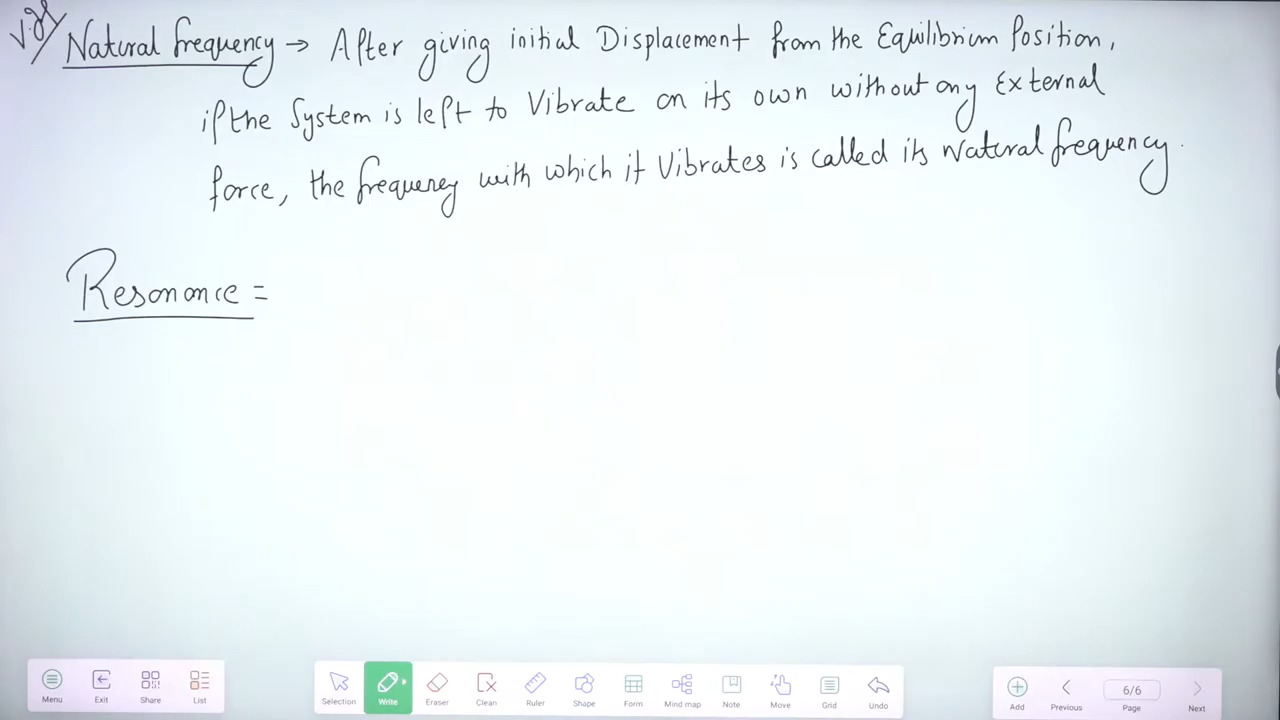 V.Ig Natural frequency → After giving initial Displacement from the Equilibrium Position,
if the System is left to Vibrate on its own without any External
force, the frequency with which it Vibrates is called its Natural frequency.
Resonance =
Menu Exit Share List Selection Write Eraser Clean Ruler Shape Form Mind map Note Move Grid Undo Add Previous 6/6 Page Next